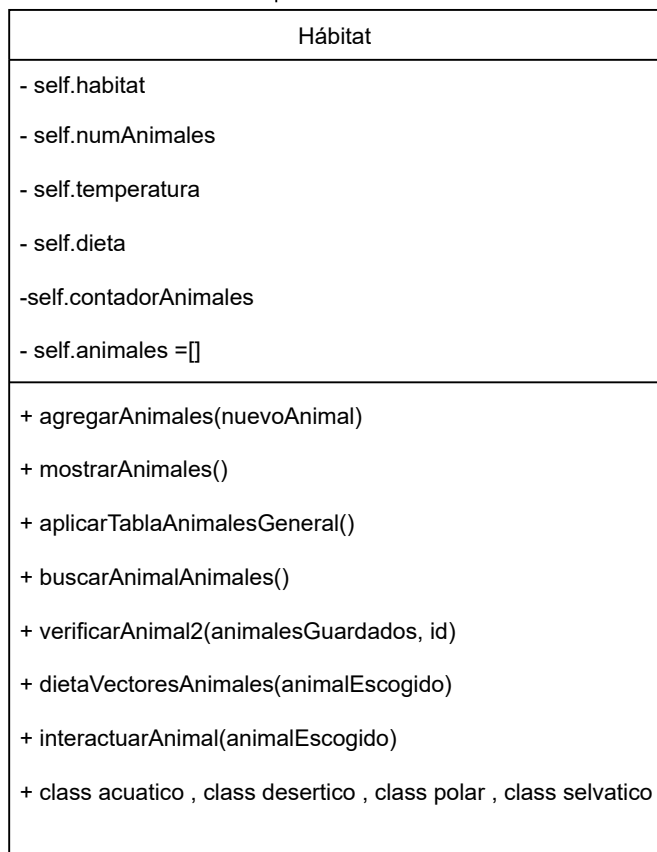 Hábitat
- self.habitat
- self.numAnimales
- self.temperatura
- self.dieta
-self.contadorAnimales
- self.animales =[]
+ agregarAnimales(nuevoAnimal)
+ mostrarAnimales()
+ aplicarTablaAnimalesGeneral()
+ buscarAnimalAnimales()
+ verificarAnimal2(animalesGuardados, id)
+ dietaVectoresAnimales(animalEscogido)
+ interactuarAnimal(animalEscogido)
+ class acuatico , class desertico , class polar , class selvatico